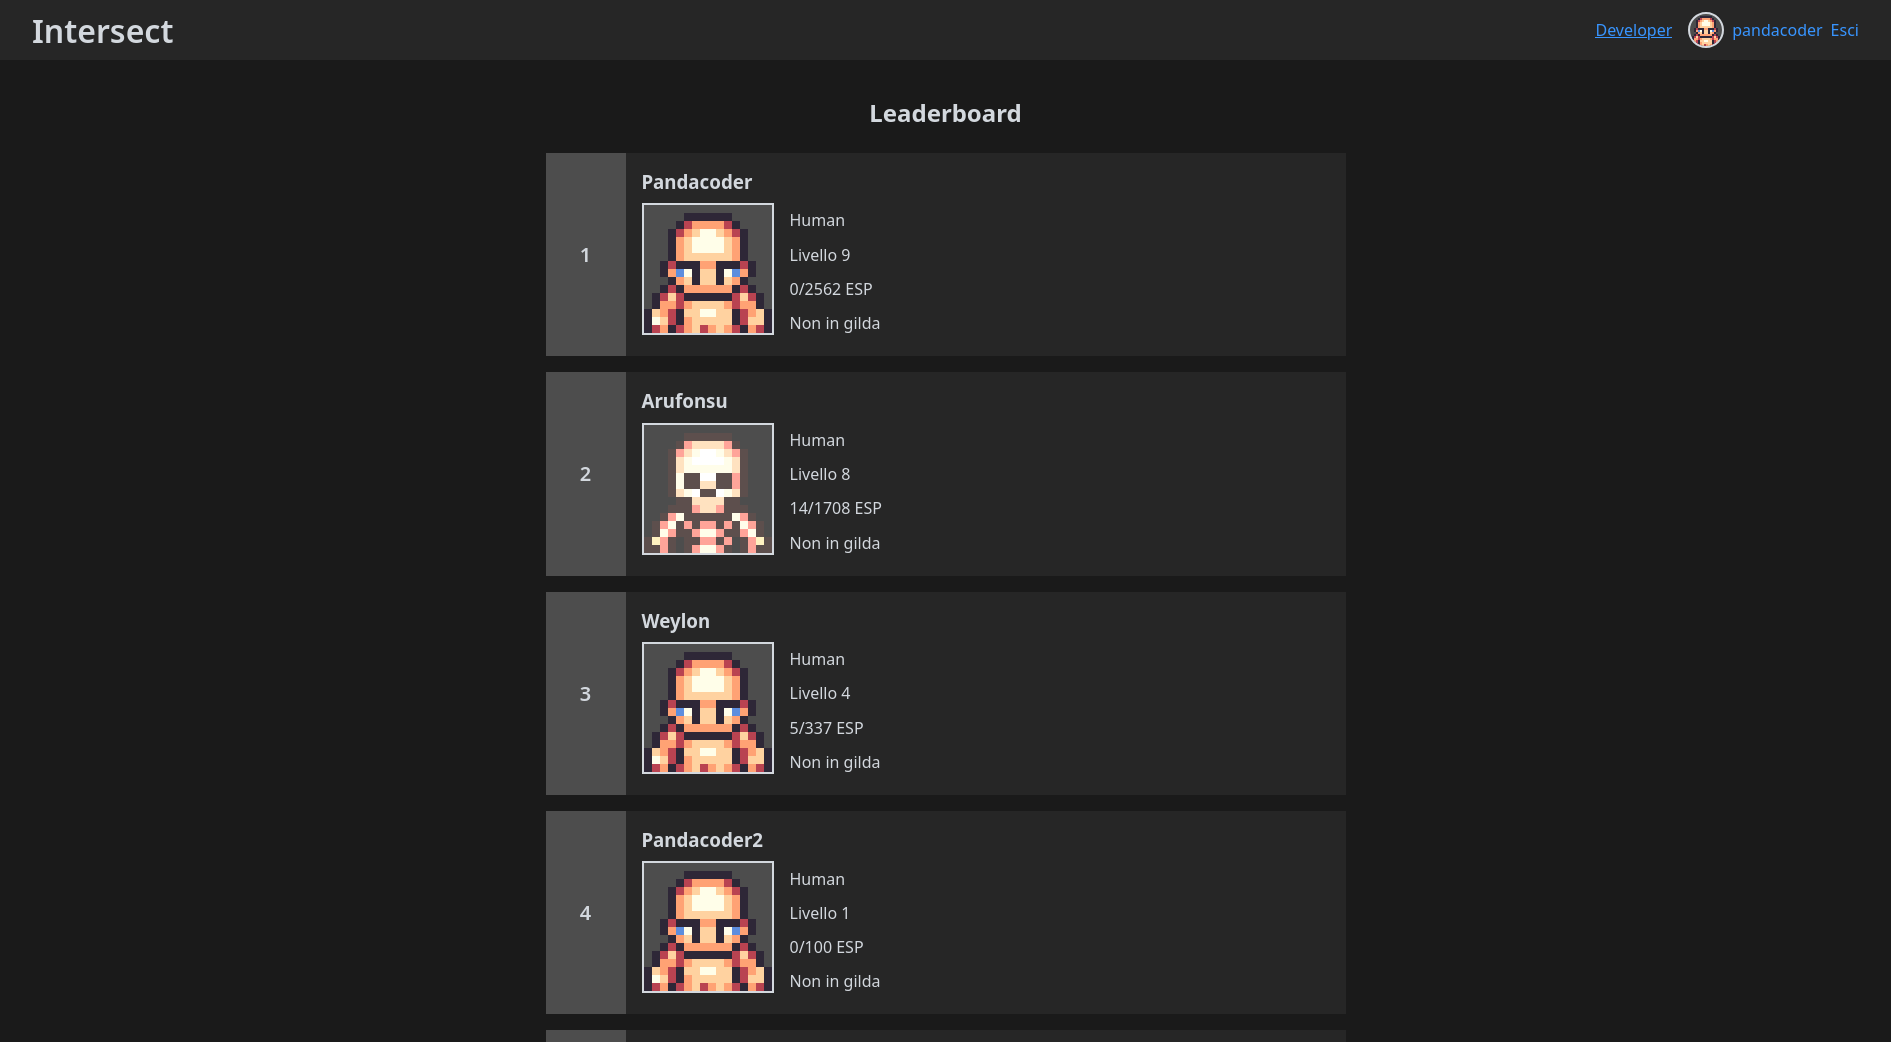 Intersect
Developer pandacoder Esci
Leaderboard
1
Pandacoder
Human
Livello 9
0/2562 ESP
Non in gilda
2
Arufonsu
Human
Livello 8
14/1708 ESP
Non in gilda
3
Weylon
Human
Livello 4
5/337 ESP
Non in gilda
4
Pandacoder2
Human
Livello 1
0/100 ESP
Non in gilda